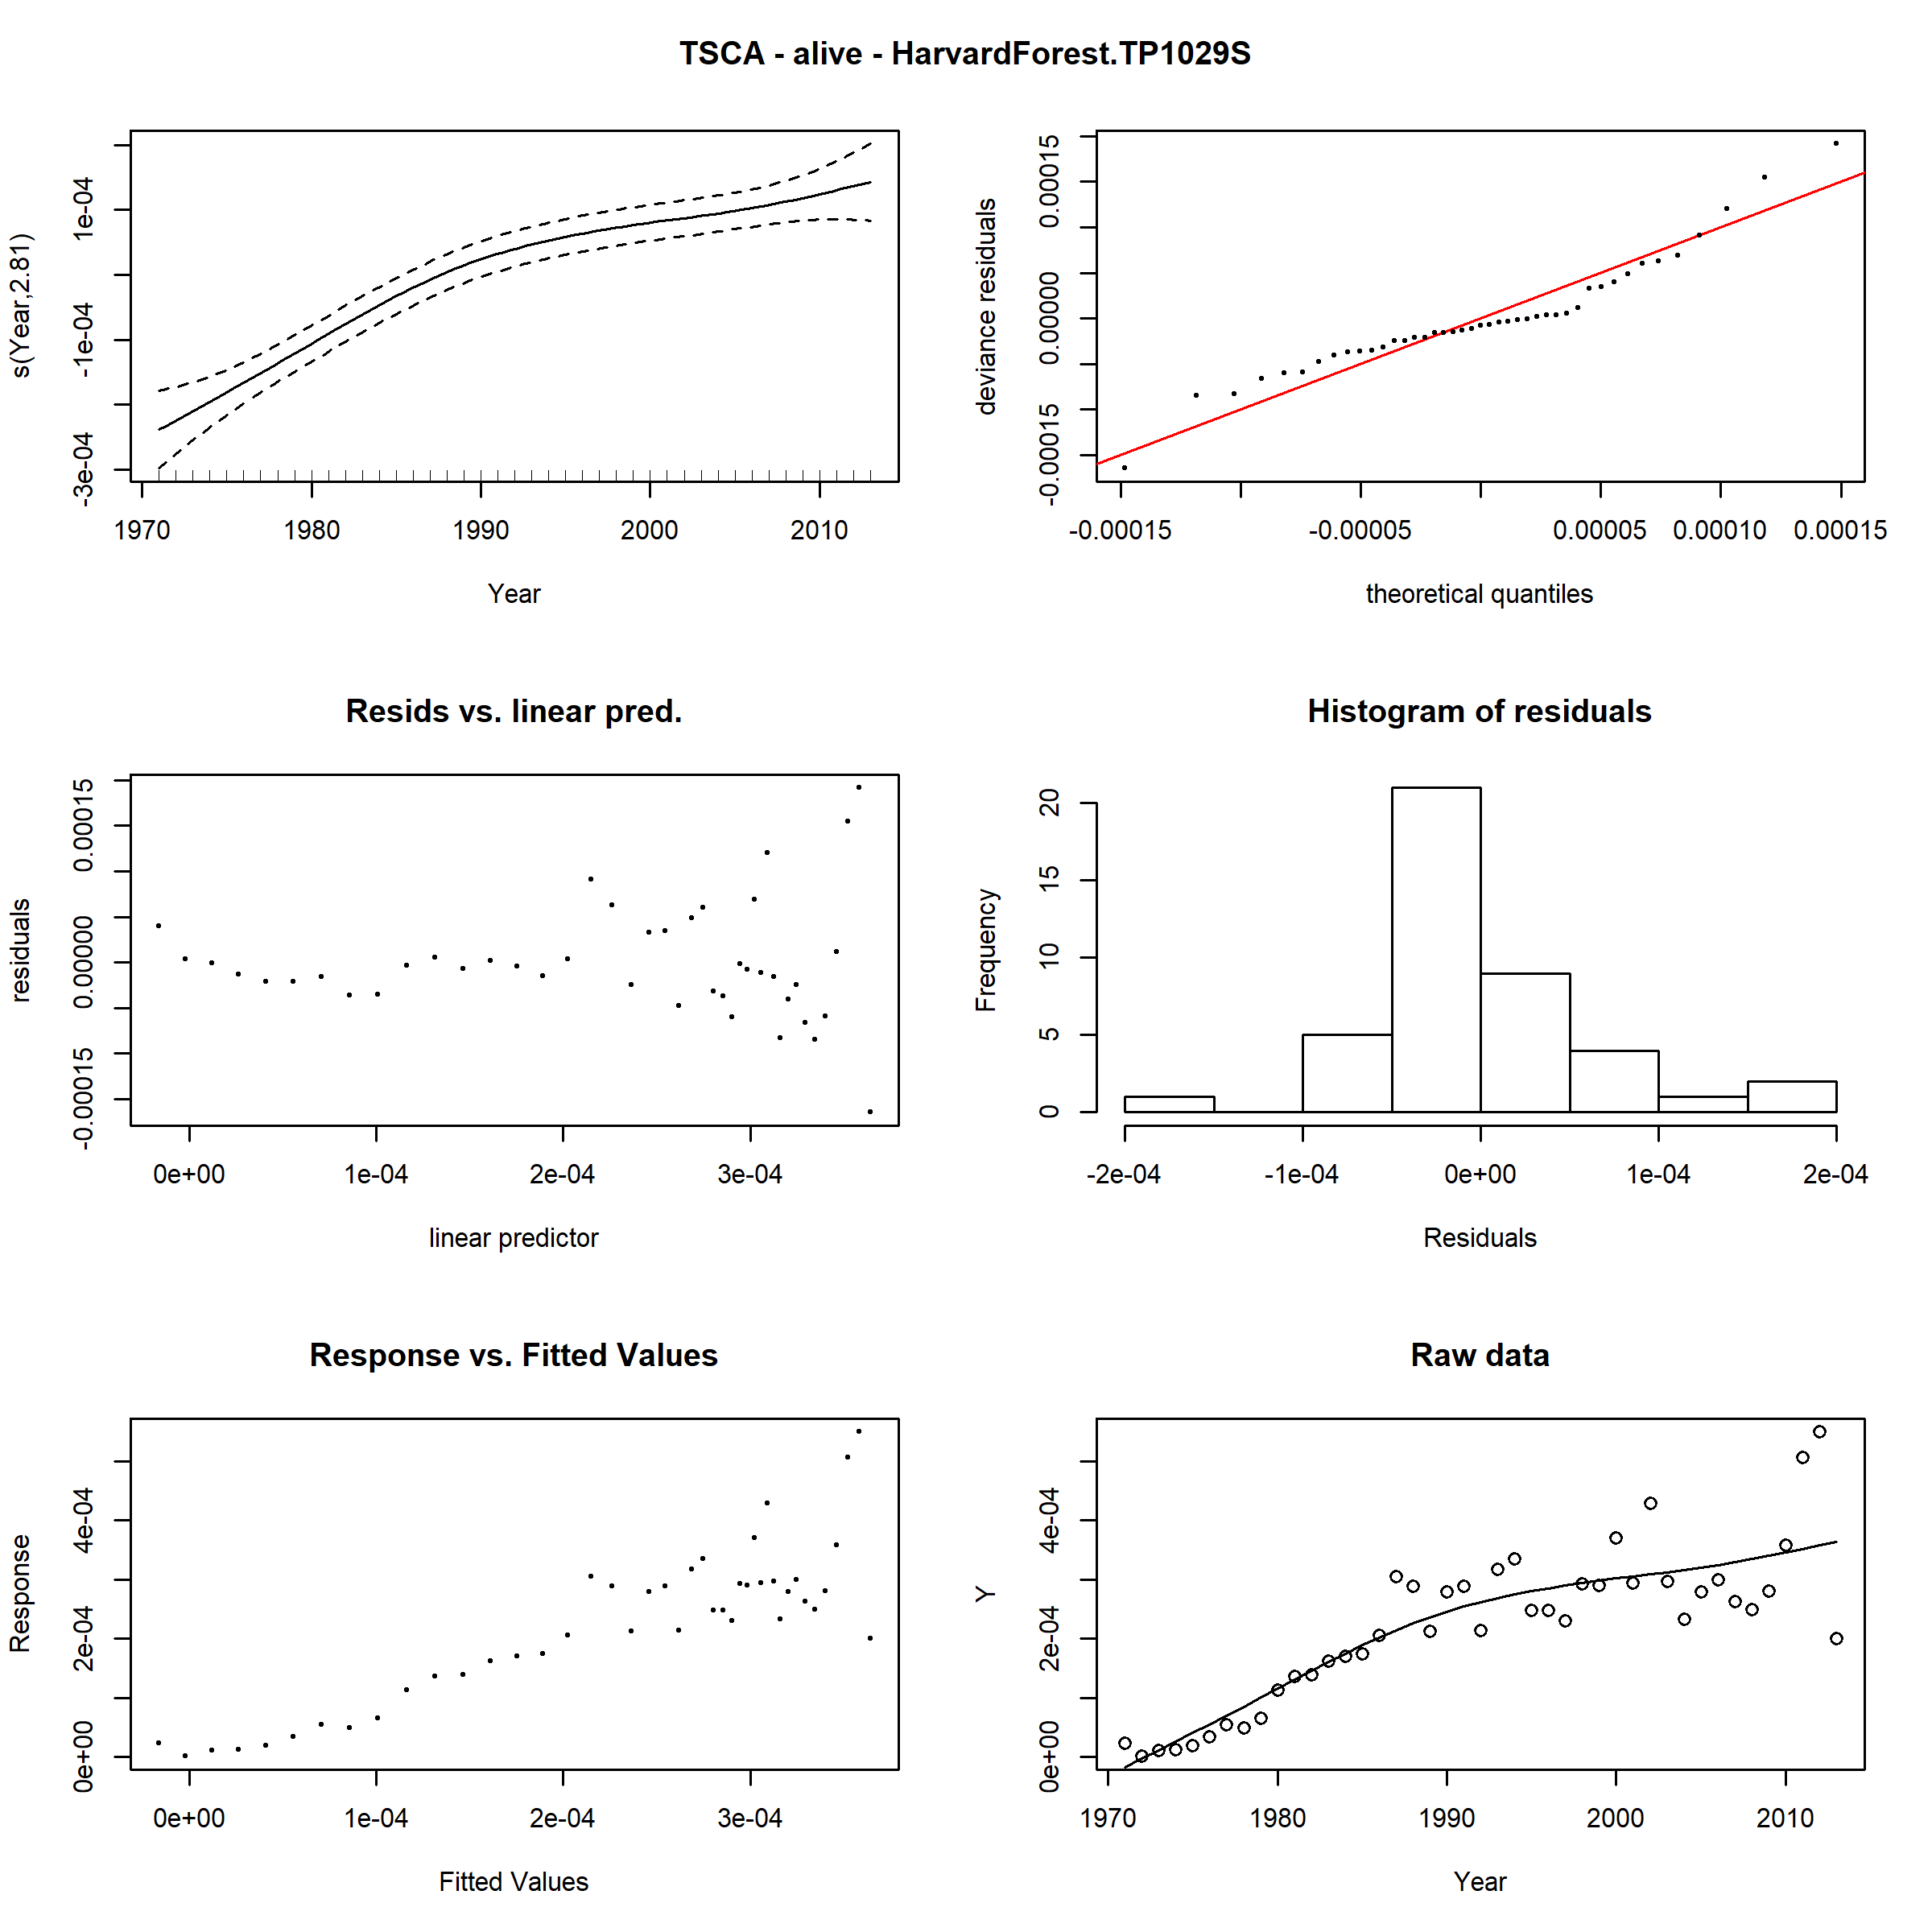 TSCA - alive - HarvardForest.TP1029S
s(Year,2.81)
-3e-04 -1e-04 1e-04
1970 1980 1990 2000 2010
Year
deviance residuals
-0.00015 0.00000 0.00015
-0.00015 -0.00005 0.00005 0.00010 0.00015
theoretical quantiles
Resids vs. linear pred.
residuals
-0.00015 0.00000 0.00015
0e+00 1e-04 2e-04 3e-04
linear predictor
Histogram of residuals
Frequency
0 5 10 15 20
-2e-04 -1e-04 0e+00 1e-04 2e-04
Residuals
Response vs. Fitted Values
Response
0e+00 2e-04 4e-04
0e+00 1e-04 2e-04 3e-04
Fitted Values
Raw data
Y
0e+00 2e-04 4e-04
1970 1980 1990 2000 2010
Year